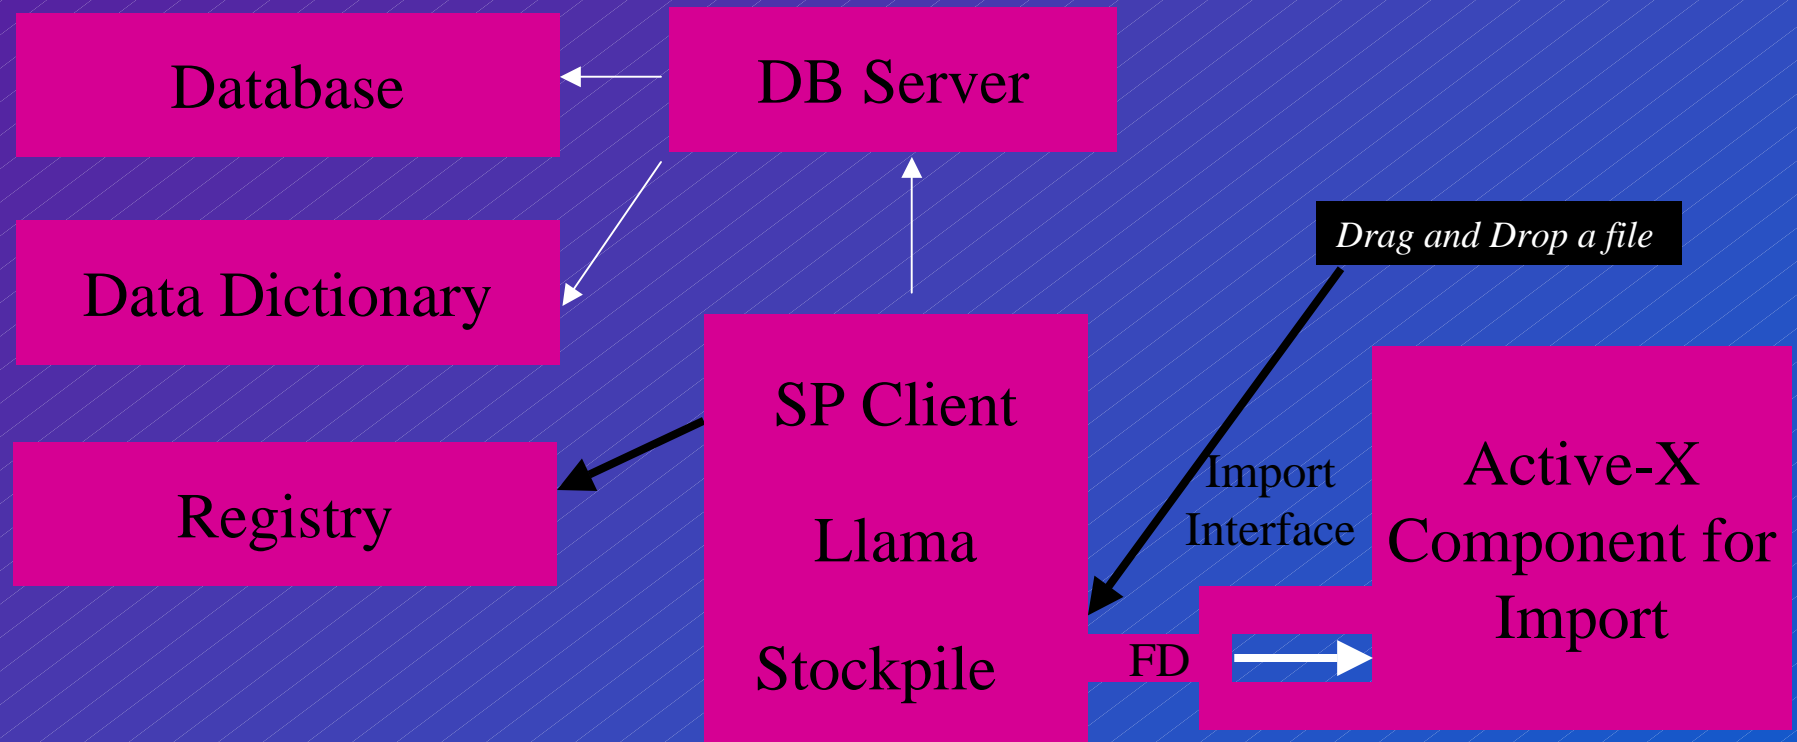 Database
DB Server
Data Dictionary
Drag and Drop a file
SP Client
Registry
Llama
Stockpile
Import
Interface
FD
Active-X
Component for
Import